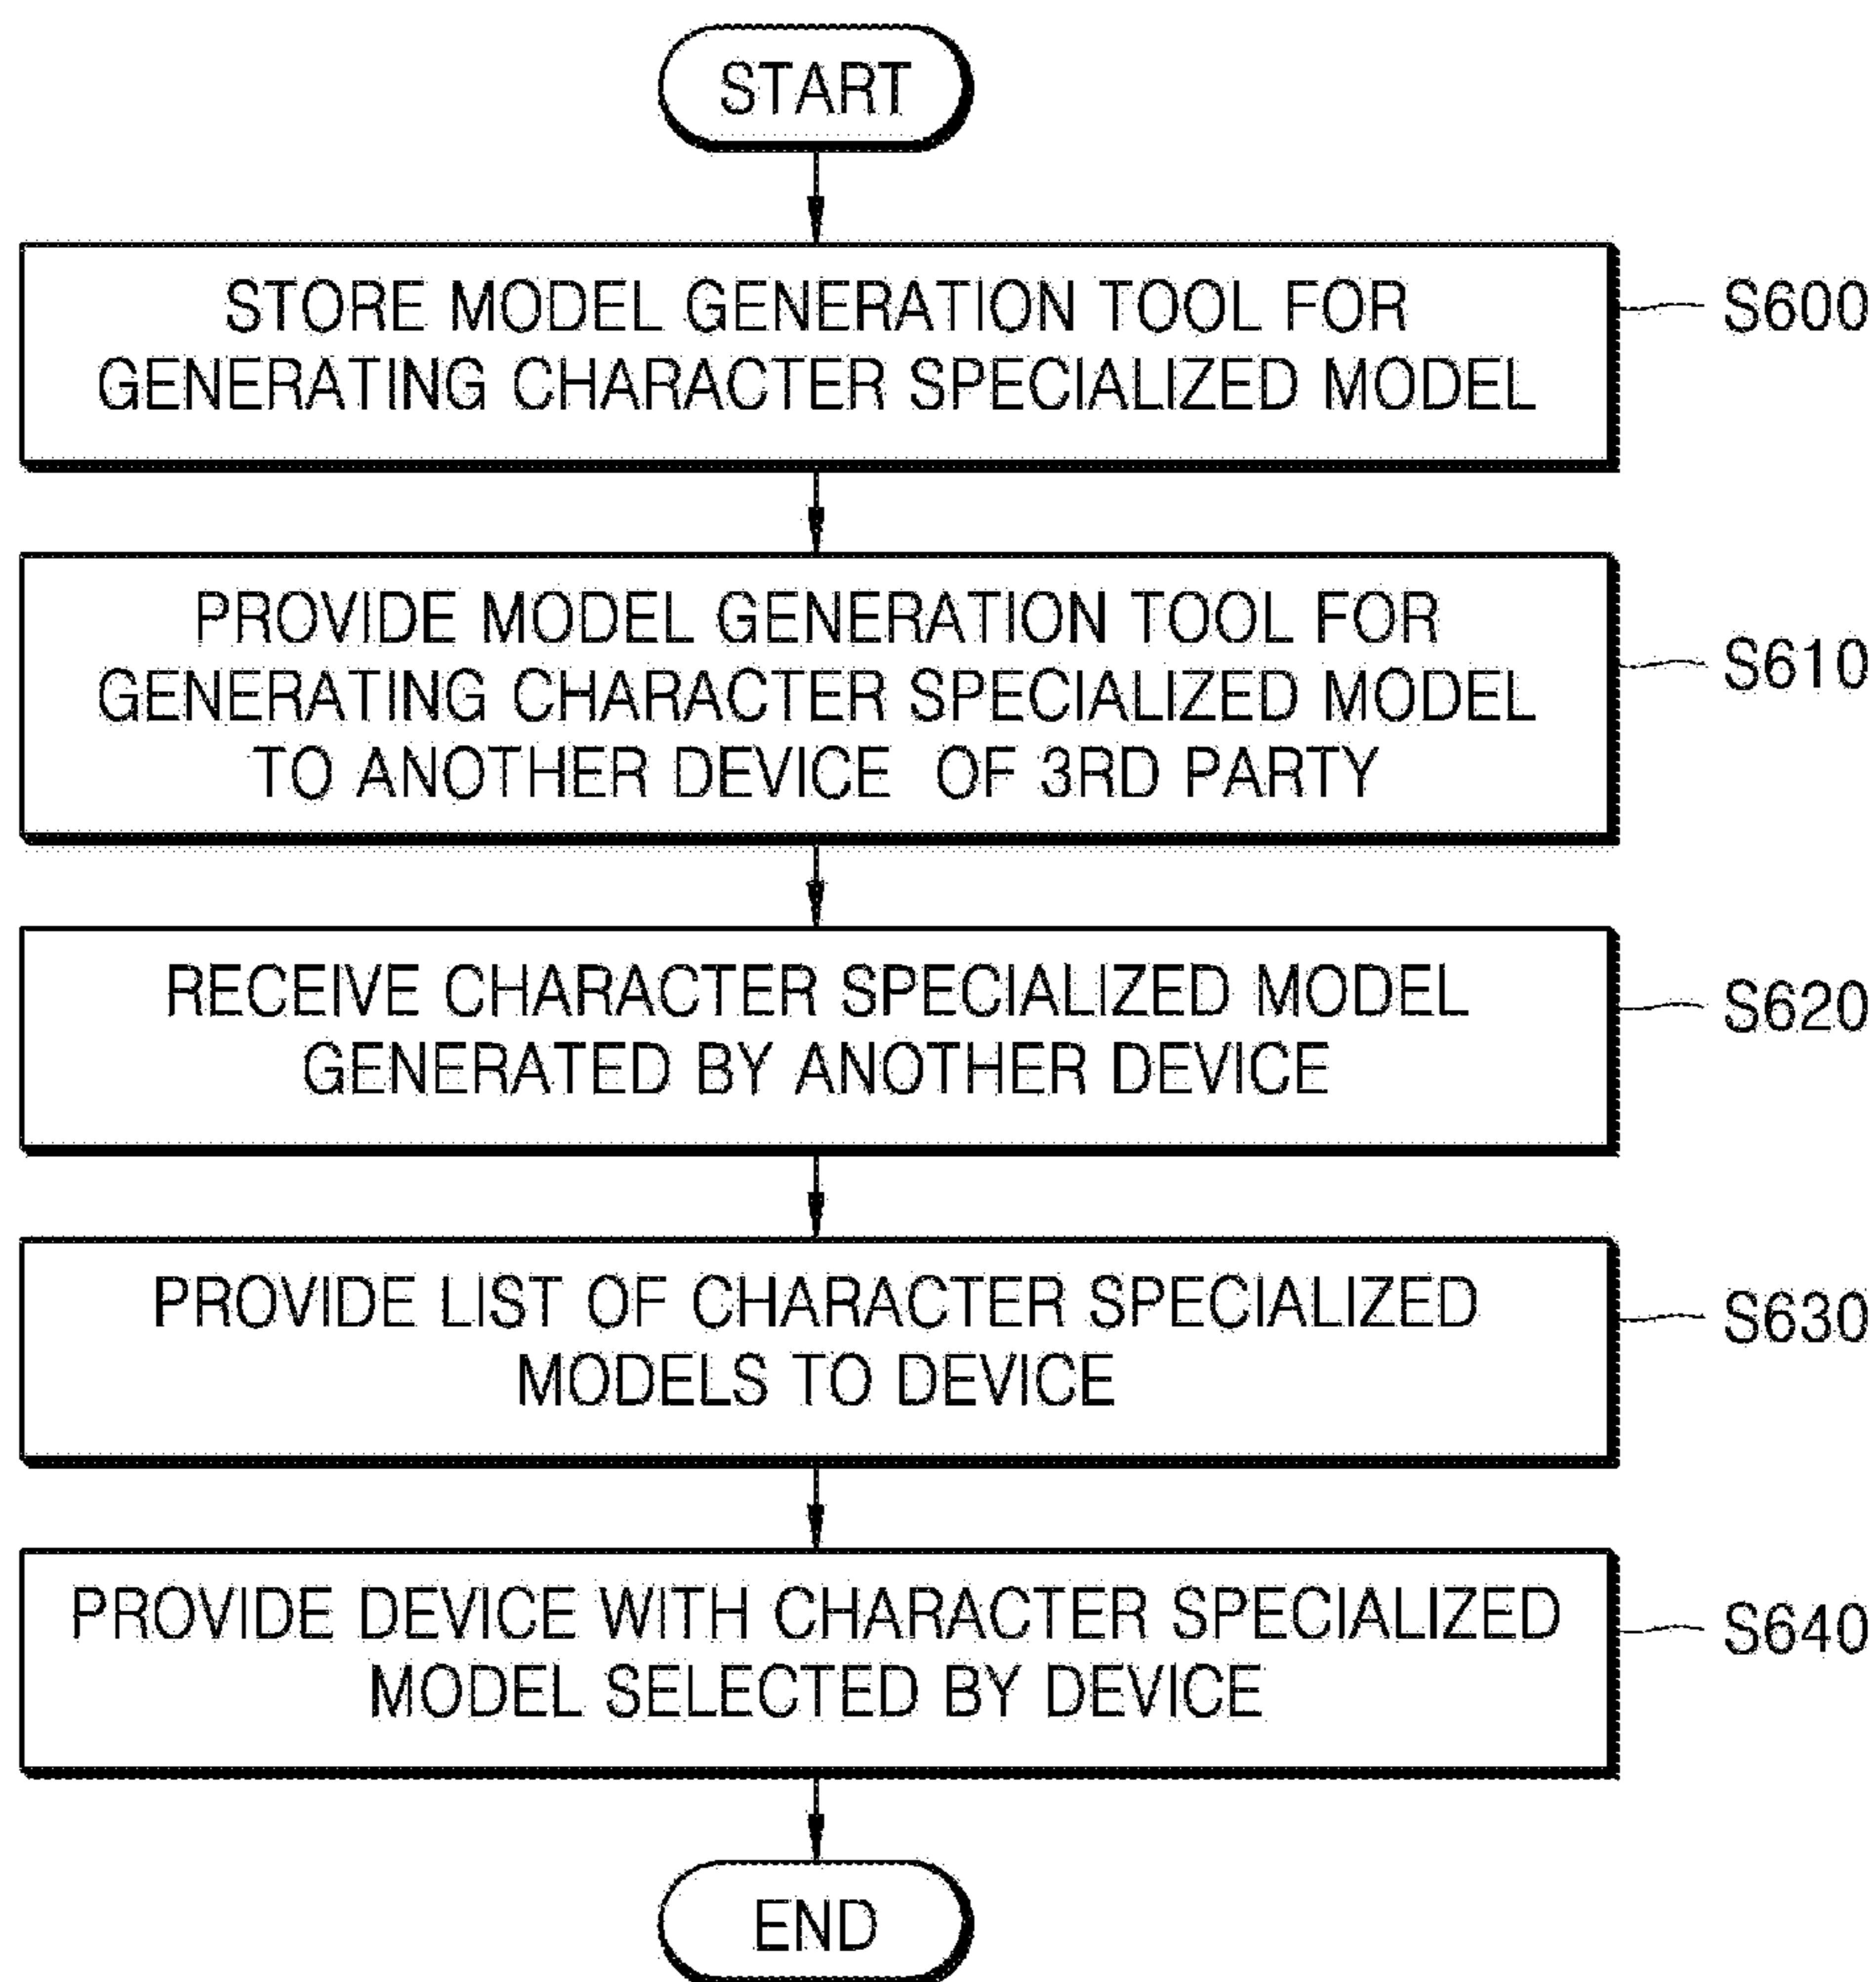 START
STORE MODEL GENERATION TOOL FOR
GENERATING CHARACTER SPECIALIZED MODEL
S600
PROVIDE MODEL GENERATION TOOL FOR
GENERATING CHARACTER SPECIALIZED MODEL
TO ANOTHER DEVICE OF 3RD PARTY
S610
RECEIVE CHARACTER SPECIALIZED MODEL
GENERATED BY ANOTHER DEVICE
S620
PROVIDE LIST OF CHARACTER SPECIALIZED
MODELS TO DEVICE
S630
PROVIDE DEVICE WITH CHARACTER SPECIALIZED
MODEL SELECTED BY DEVICE
S640
END